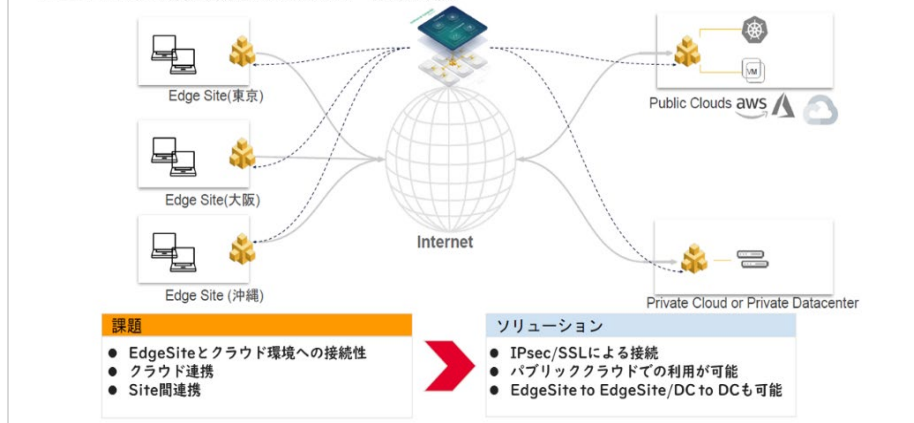 Edge Site(東京)
Edge Site(大阪)
Edge Site (沖縄)
Internet
VM
Public Clouds aws
Private Cloud or Private Datacenter
課題
● EdgeSiteとクラウド環境への接続性
● クラウド連携
● Site間連携
ソリューション
● IPsec/SSLによる接続
● パブリッククラウドでの利用が可能
● EdgeSite to EdgeSite/DC to DCも可能